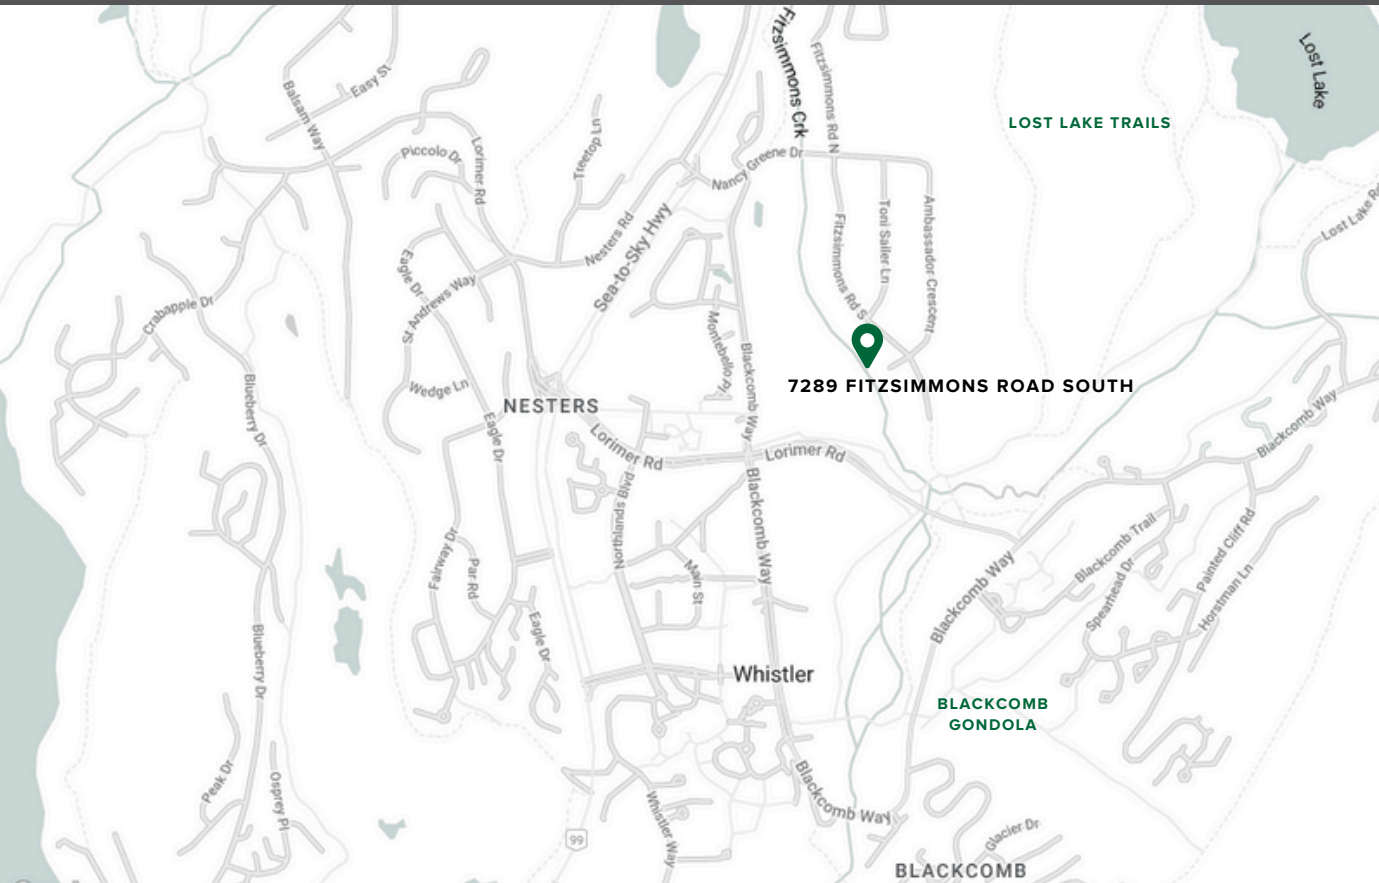 Fitzsimmons Crk
Fitzsimmons Rd N
Lost Lake
Easy St
Balsam Way
LOST LAKE TRAILS
Treetop Ln
Piccolo Dr
Lorimer Rd
Nancy Greene Dr
Nesters Rd
Sea-to-Sky Hwy
Fitzsimmons Rd S
Toni Sailer Ln
Ambassador Crescent
Lost Lake R
Eagle Dr
St Andrews Way
Crabapple Dr
Montebello Pl
Blackcomb Way
7289 FITZSIMMONS ROAD SOUTH
Wedge Ln
NESTERS
Blueberry Dr
Eagle Dr
Lorimer Rd
Lorimer Rd
Blackcomb Way
Northlands Blvd
Blackcomb Way
Fairway Dr
Par Rd
Main St
Blackcomb Way
Blackcomb Trail
Spearhead Dr
Painted Cliff Rd
Horstman Ln
Blueberry Dr
Eagle Dr
Whistler
BLACKCOMB
GONDOLA
Peak Dr
Osprey Pl
Blackcomb Way
Whistler Way
99
Glacier Dr
BLACKCOMB